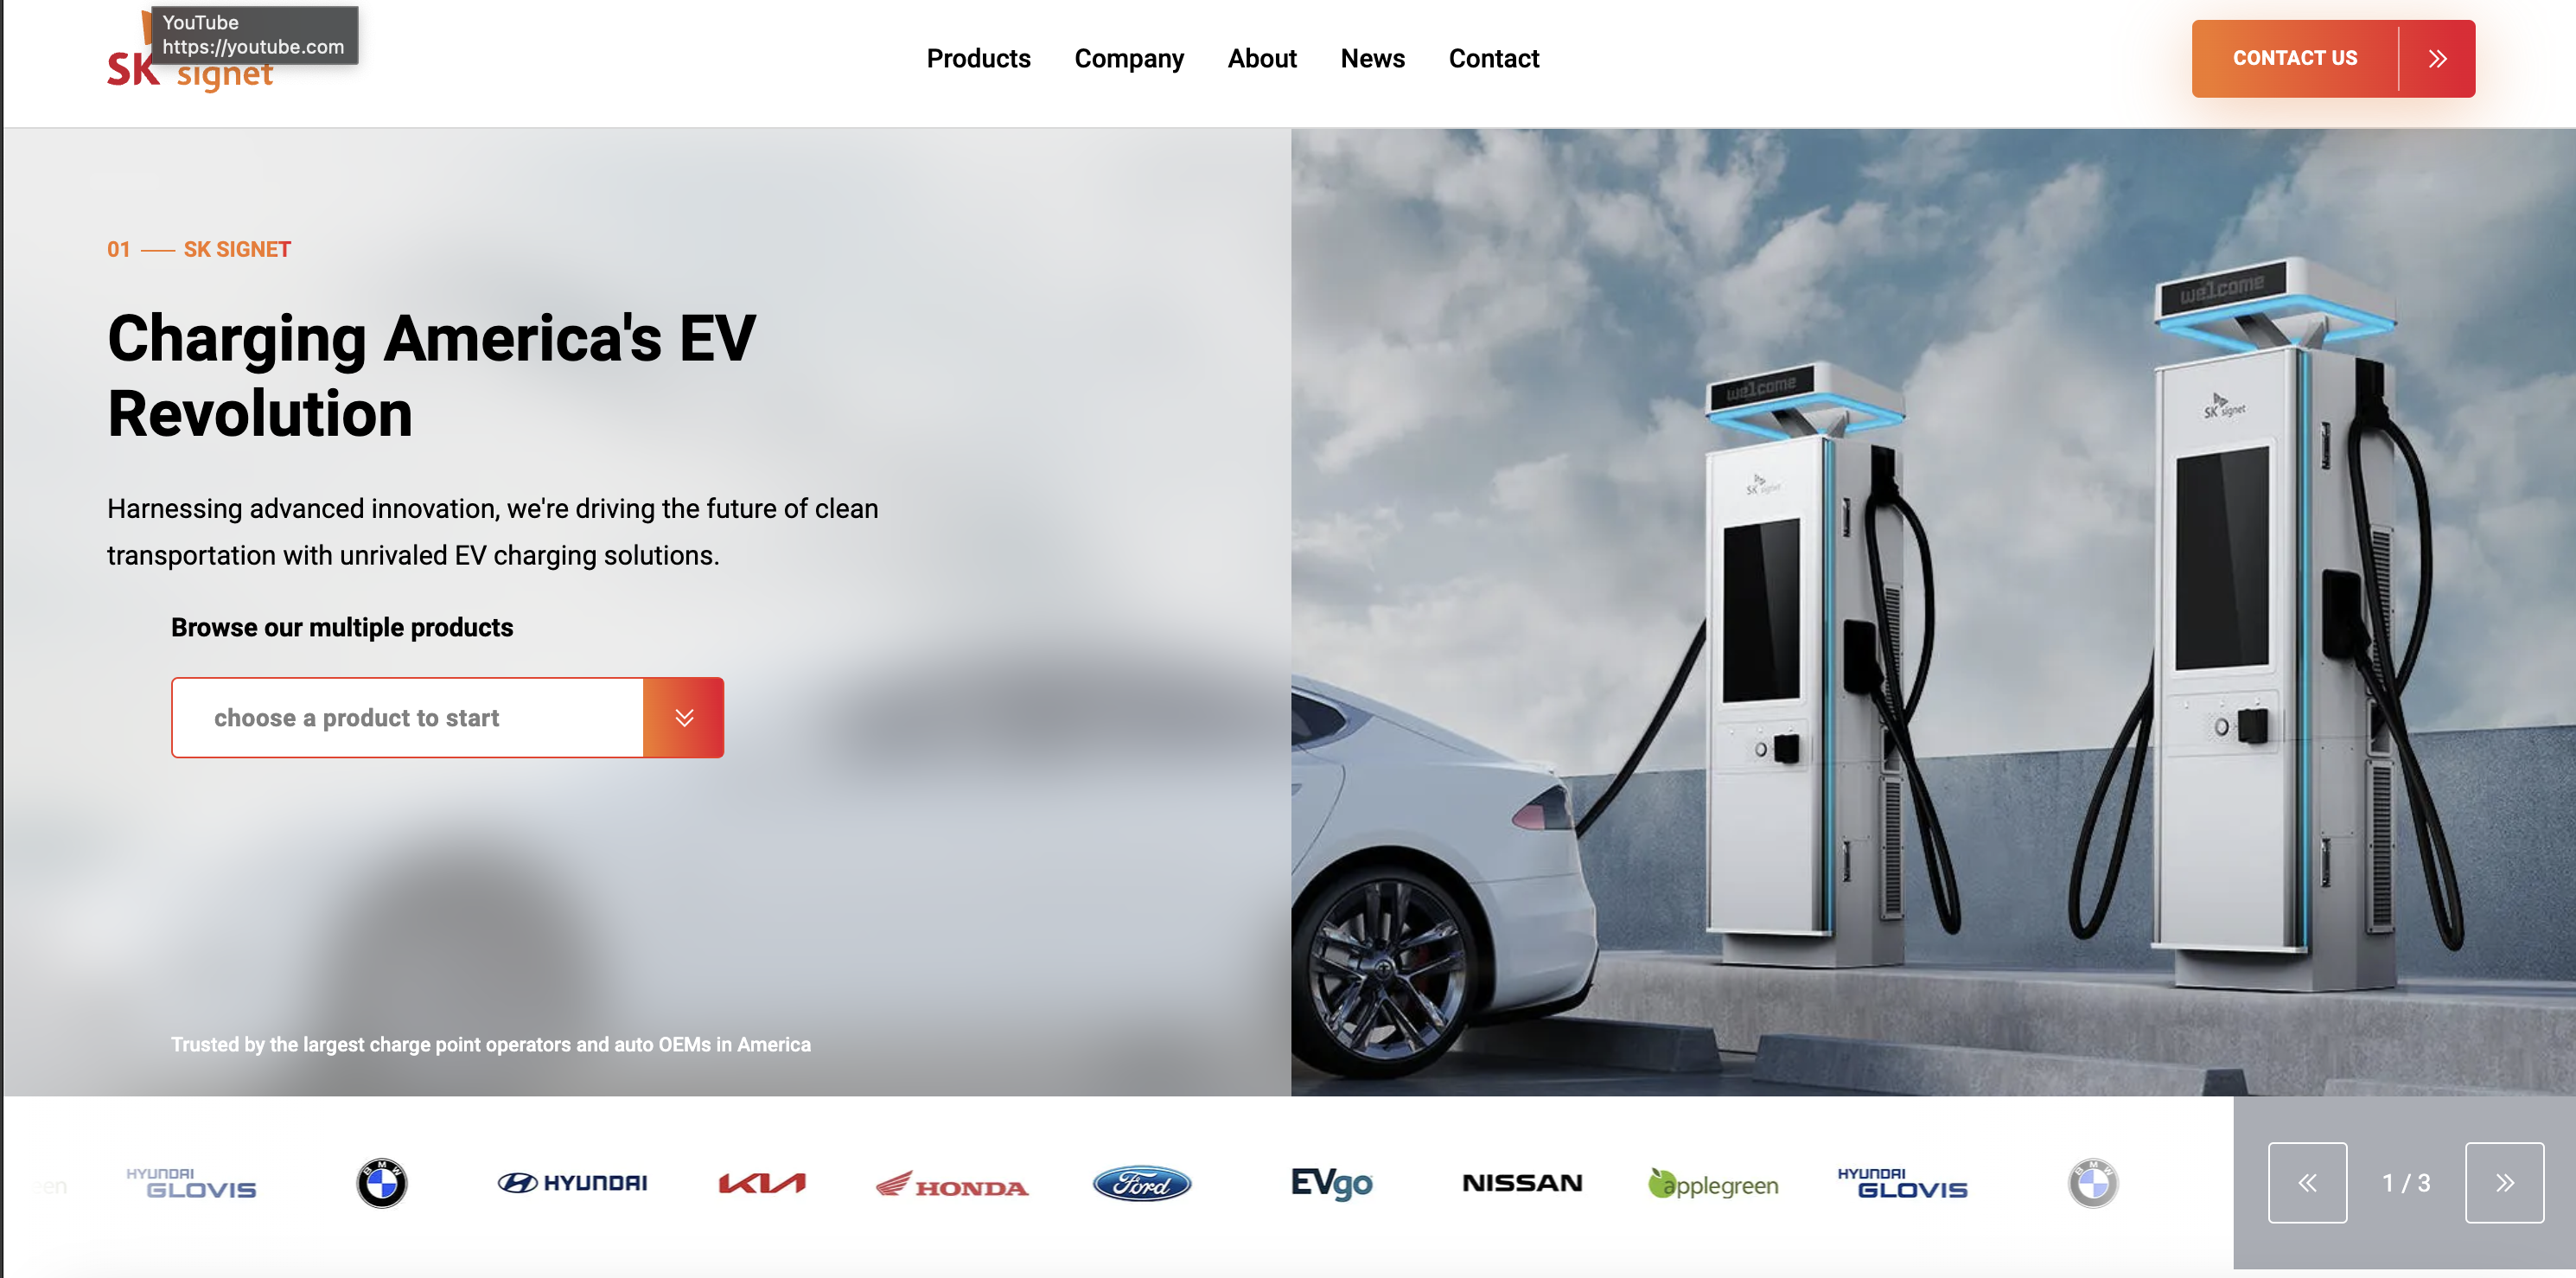 YouTube
https://youtube.com
SK signet
Products
Company
About
News
Contact
CONTACT US
01 — SK SIGNET
Charging America's EV
Revolution
Harnessing advanced innovation, we're driving the future of clean
transportation with unrivaled EV charging solutions.
Browse our multiple products
choose a product to start
welcome
SK signet
welcome
SK signet
Trusted by the largest charge point operators and auto OEMs in America
een
HYUNDAI
GLOVIS
BMW
HYUNDAI
KIA
HONDA
Ford
EVgo
NISSAN
applegreen
HYUNDAI
GLOVIS
BMW
1 / 3